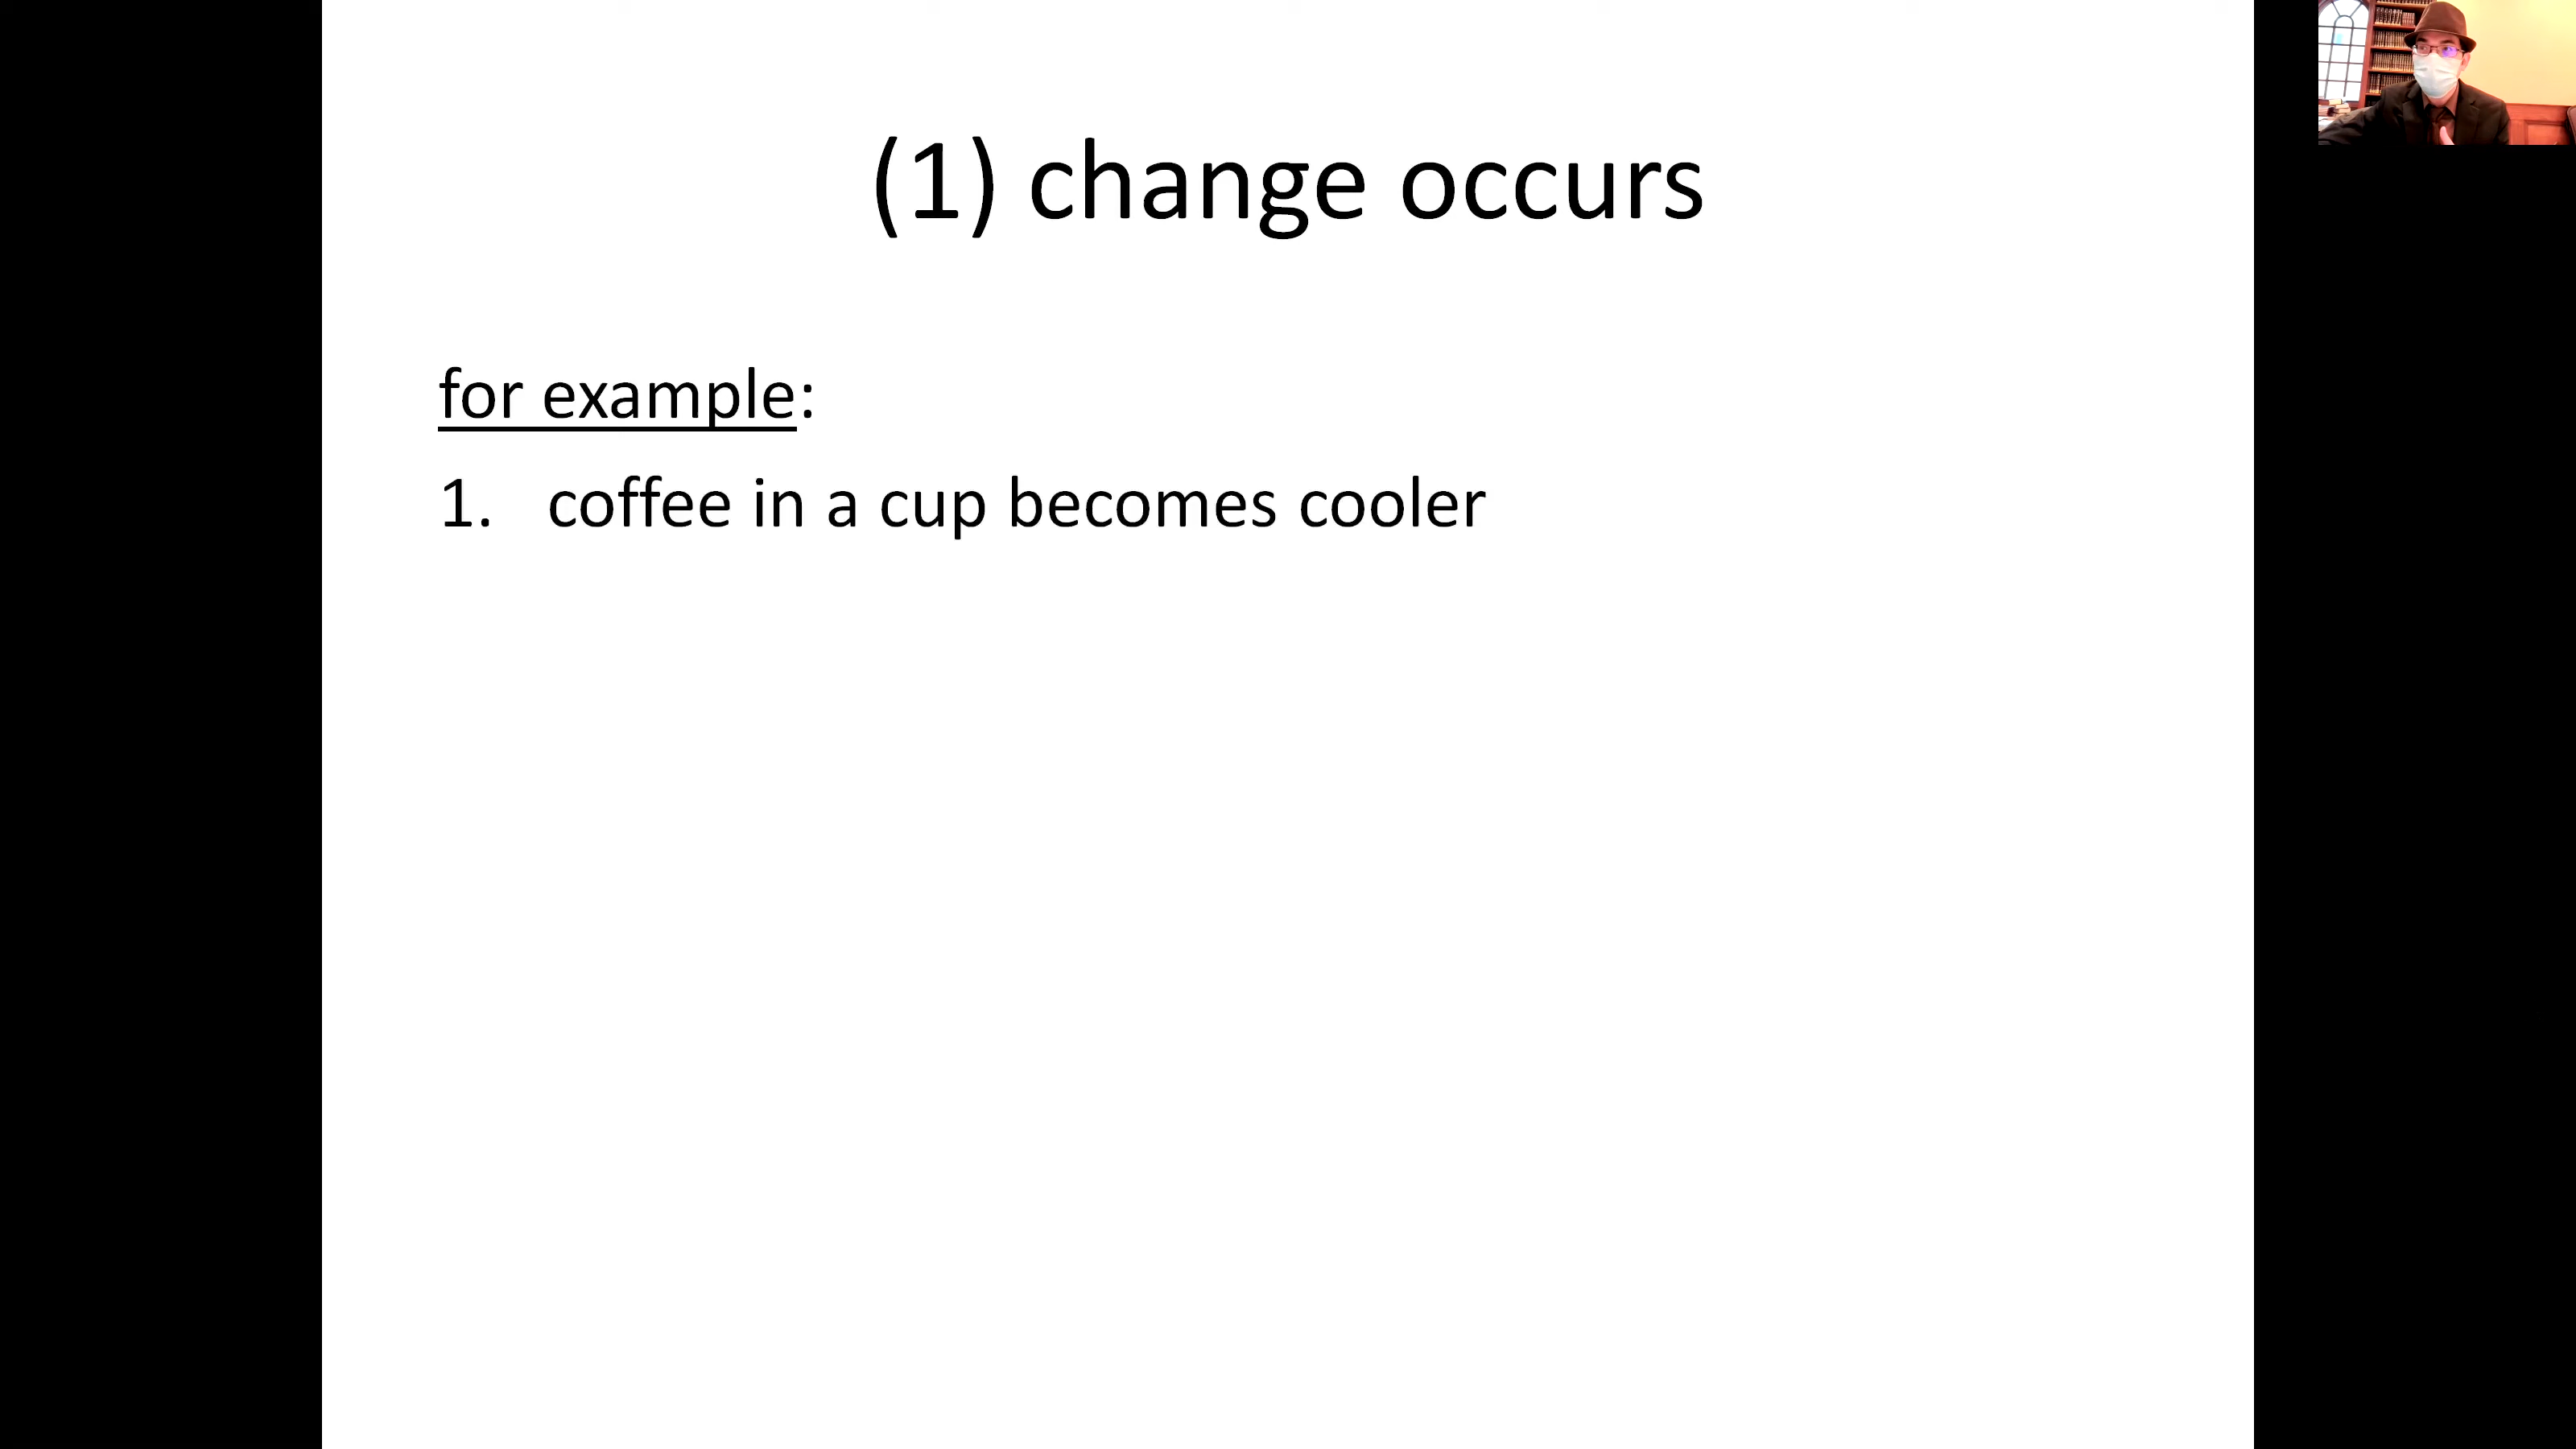 (1) change occurs
for example:
1. coffee in a cup becomes cooler